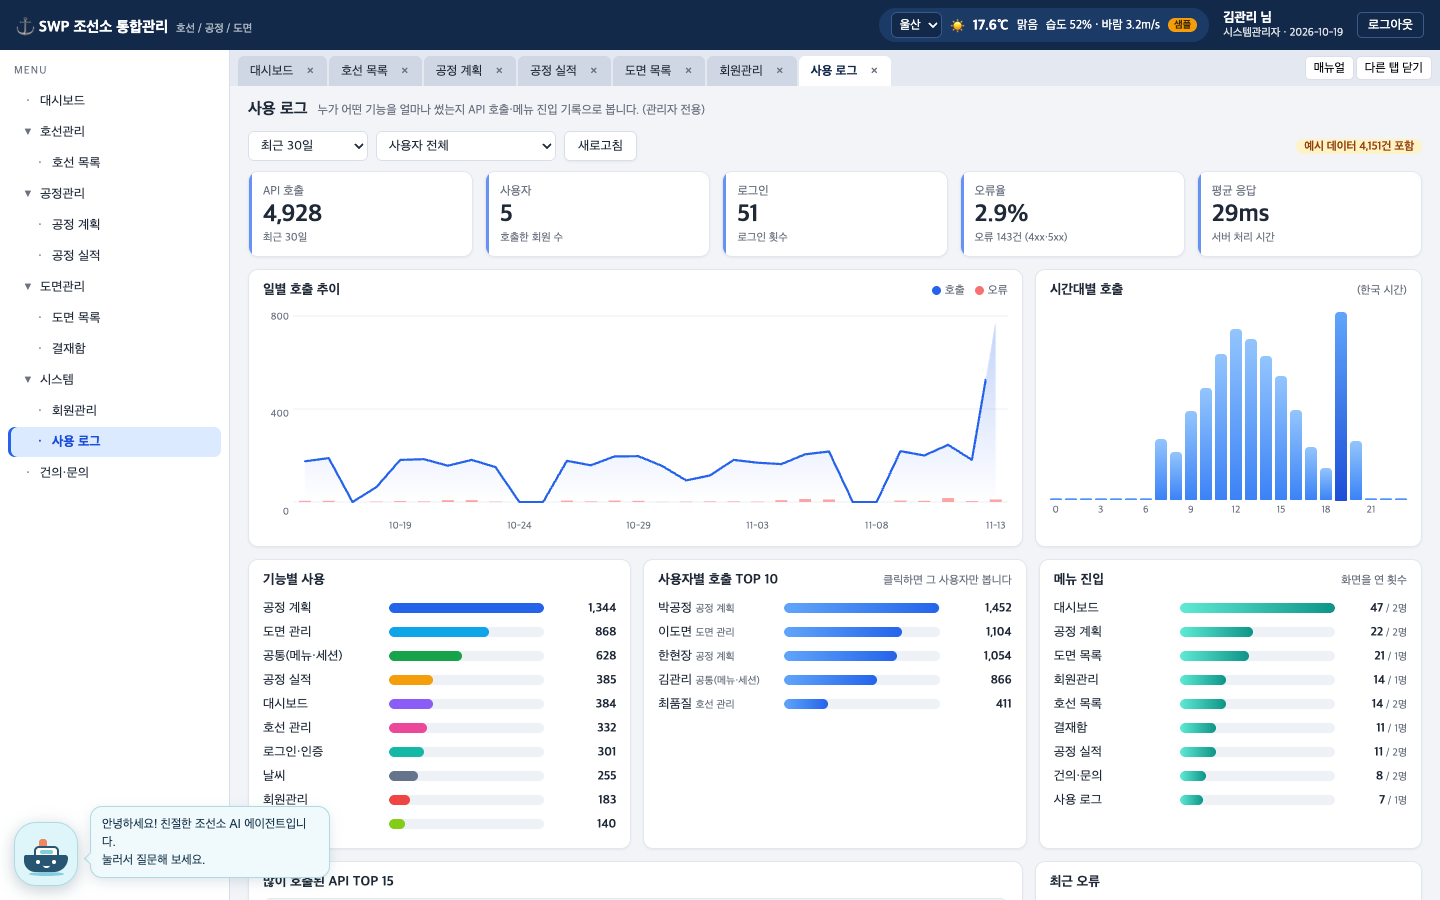 SWP 조선소 통합관리 호선 / 공정 / 도면
울산 17.6℃ 맑음 습도 52% · 바람 3.2m/s 샘플
김관리 님
시스템관리자 · 2026-10-19
로그아웃
MENU
대시보드
호선관리
호선 목록
공정관리
공정 계획
공정 실적
도면관리
도면 목록
결재함
시스템
회원관리
사용 로그
건의·문의
대시보드 × 호선 목록 × 공정 계획 × 공정 실적 × 도면 목록 × 회원관리 × 사용 로그 ×
매뉴얼 다른 탭 닫기
사용 로그 누가 어떤 기능을 얼마나 썼는지 API 호출·메뉴 진입 기록으로 봅니다. (관리자 전용)
최근 30일 사용자 전체 새로고침 예시 데이터 4,151건 포함
API 호출
4,928
최근 30일
사용자
5
호출한 회원 수
로그인
51
로그인 횟수
오류율
2.9%
오류 143건 (4xx·5xx)
평균 응답
29ms
서버 처리 시간
일별 호출 추이 호출 오류
800
400
0
10-19 10-24 10-29 11-03 11-08 11-13
시간대별 호출 (한국 시간)
0 3 6 9 12 15 18 21
기능별 사용
공정 계획 1,344
도면 관리 868
공통(메뉴·세션) 628
공정 실적 385
대시보드 384
호선 관리 332
로그인·인증 301
날씨 255
회원관리 183
140
사용자별 호출 TOP 10 클릭하면 그 사용자만 봅니다
박공정 공정 계획 1,452
이도면 도면 관리 1,104
한현장 공정 계획 1,054
김관리 공통(메뉴·세션) 866
최품질 호선 관리 411
메뉴 진입 화면을 연 횟수
대시보드 47 / 2명
공정 계획 22 / 2명
도면 목록 21 / 1명
회원관리 14 / 1명
호선 목록 14 / 2명
결재함 11 / 1명
공정 실적 11 / 2명
건의·문의 8 / 2명
사용 로그 7 / 1명
안녕하세요! 친절한 조선소 AI 에이전트입니
다.
눌러서 질문해 보세요.
많이 호출된 API TOP 15
최근 오류